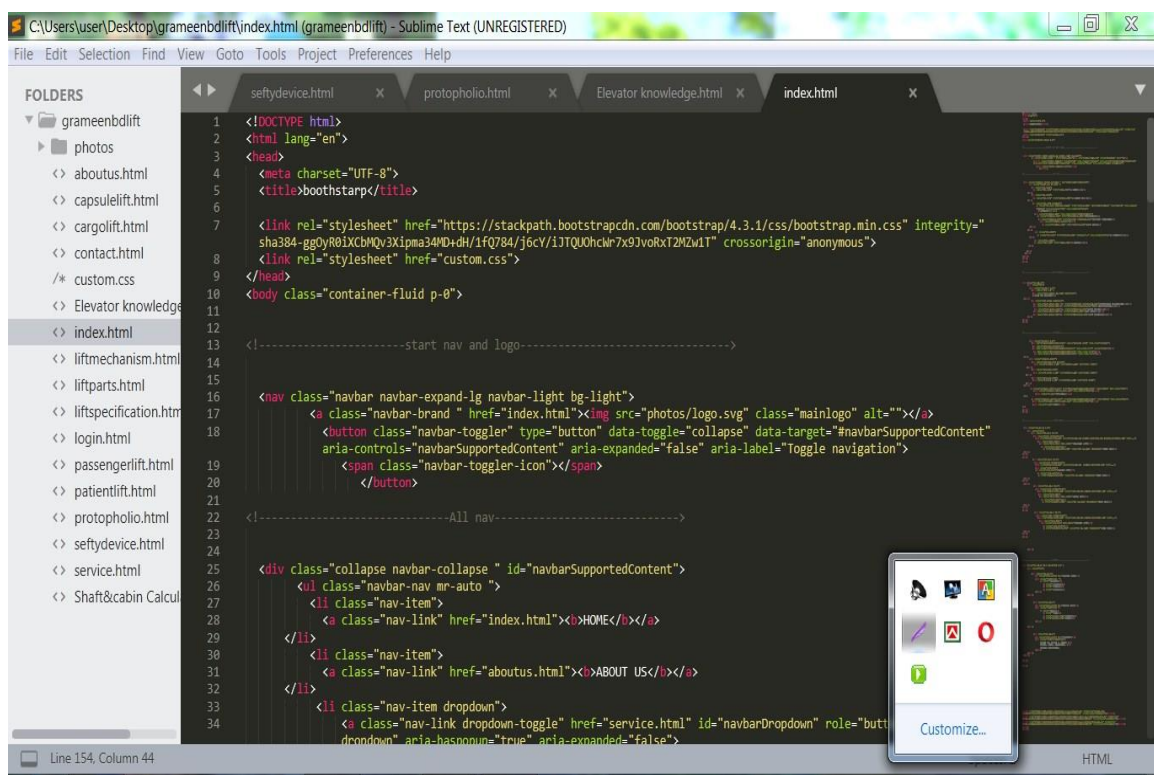 C:\Users\user\Desktop\grameenbdlift\index.html (grameenbdlift) - Sublime Text (UNREGISTERED)
File Edit Selection Find View Goto Tools Project Preferences Help
FOLDERS
grameenbdlift
photos
aboutus.html
capsulelift.html
cargolift.html
contact.html
/* custom.css
Elevator knowledge
index.html
liftmechanism.html
liftparts.html
liftspecification.htm
login.html
passengerlift.html
patientlift.html
protopholio.html
seftydevice.html
service.html
Shaft&cabin Calcul
seftydevice.html x protopholio.html x Elevator knowledge.html x index.html x
1 <!DOCTYPE html>
2 <html lang="en">
3 <head>
4 <meta charset="UTF-8">
5 <title>boothstarp</title>
6
7 <link rel="stylesheet" href="https://stackpath.bootstrapcdn.com/bootstrap/4.3.1/css/bootstrap.min.css" integrity="
sha384-ggOyR0iXCbMQv3Xipma34MD+dH/1fQ784/j6cY/iJTQUOhcWr7x9JvoRxT2MZw1T" crossorigin="anonymous">
8 <link rel="stylesheet" href="custom.css">
9 </head>
10 <body class="container-fluid p-0">
11
12
13 <!-----------------------start nav and logo--------------------------------->
14
15
16 <nav class="navbar navbar-expand-lg navbar-light bg-light">
17 <a class="navbar-brand " href="index.html"><img src="photos/logo.svg" class="mainlogo" alt=""></a>
18 <button class="navbar-toggler" type="button" data-toggle="collapse" data-target="#navbarSupportedContent"
aria-controls="navbarSupportedContent" aria-expanded="false" aria-label="Toggle navigation">
19 <span class="navbar-toggler-icon"></span>
20 </button>
21
22 <!------------------------------All nav----------------------------->
23
24
25 <div class="collapse navbar-collapse " id="navbarSupportedContent">
26 <ul class="navbar-nav mr-auto ">
27 <li class="nav-item">
28 <a class="nav-link" href="index.html"><b>HOME</b></a>
29 </li>
30 <li class="nav-item">
31 <a class="nav-link" href="aboutus.html"><b>ABOUT US</b></a>
32 </li>
33 <li class="nav-item dropdown">
34 <a class="nav-link dropdown-toggle" href="service.html" id="navbarDropdown" role="butt
dropdown" aria-haspopup="true" aria-expanded="false">
Customize...
Line 154, Column 44
HTML